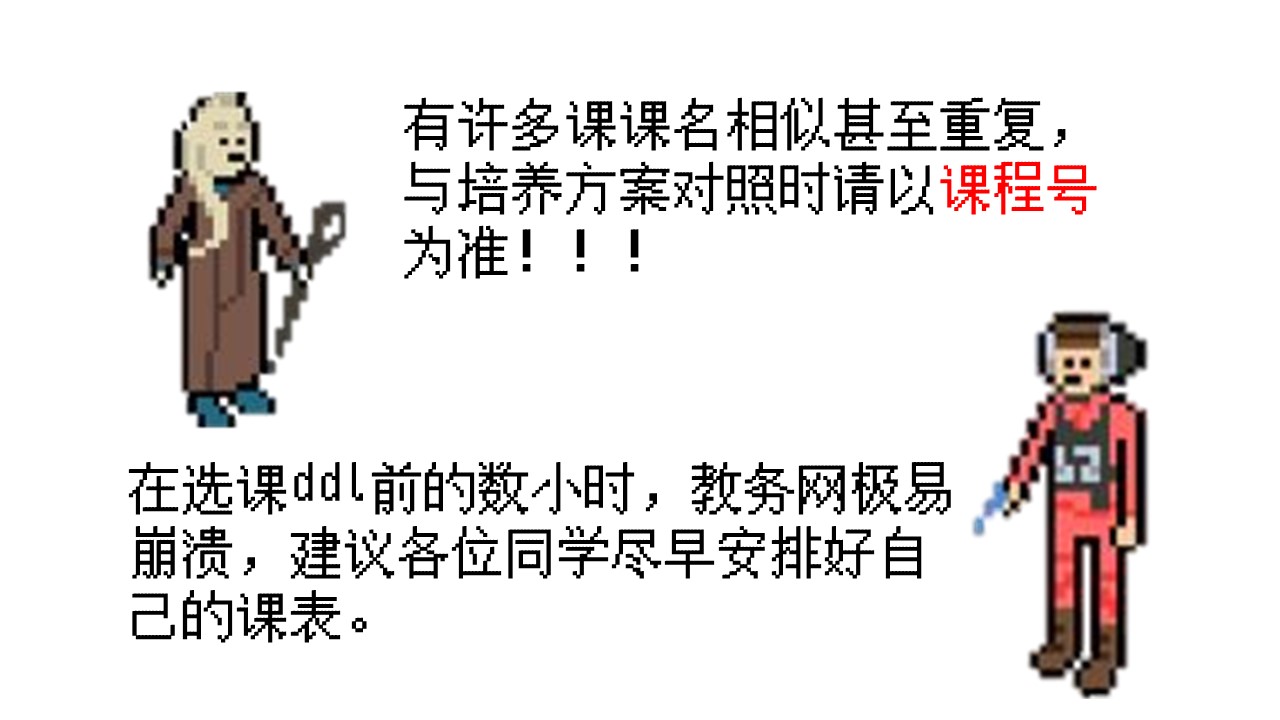 有许多课课名相似甚至重复，
与培养方案对照时请以课程号
为准！！！
在选课ddl前的数小时，教务网极易
崩溃，建议各位同学尽早安排好自
己的课表。